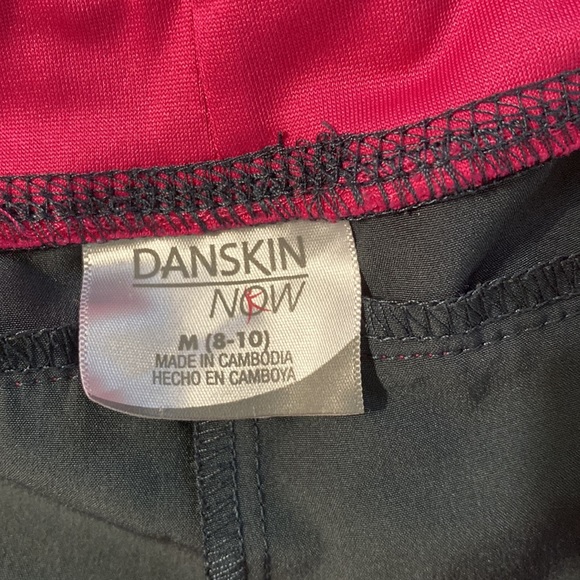 DANSKIN
NOW
M (8-10)
MADE IN CAMBODIA
HECHO EN CAMBOYA